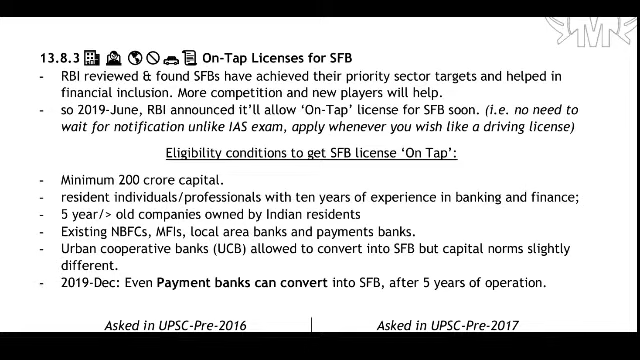 13.8.3 On-Tap Licenses for SFB
- RBI reviewed & found SFBs have achieved their priority sector targets and helped in
financial inclusion. More competition and new players will help.
- so 2019-June, RBI announced it’ll allow ‘On-Tap’ license for SFB soon. (i.e. no need to
wait for notification unlike IAS exam, apply whenever you wish like a driving license)
Eligibility conditions to get SFB license ‘On Tap’:
- Minimum 200 crore capital.
- resident individuals/professionals with ten years of experience in banking and finance;
- 5 year/> old companies owned by Indian residents
- Existing NBFCs, MFIs, local area banks and payments banks.
- Urban cooperative banks (UCB) allowed to convert into SFB but capital norms slightly
different.
- 2019-Dec: Even Payment banks can convert into SFB, after 5 years of operation.
Asked in UPSC-Pre-2016 | Asked in UPSC-Pre-2017